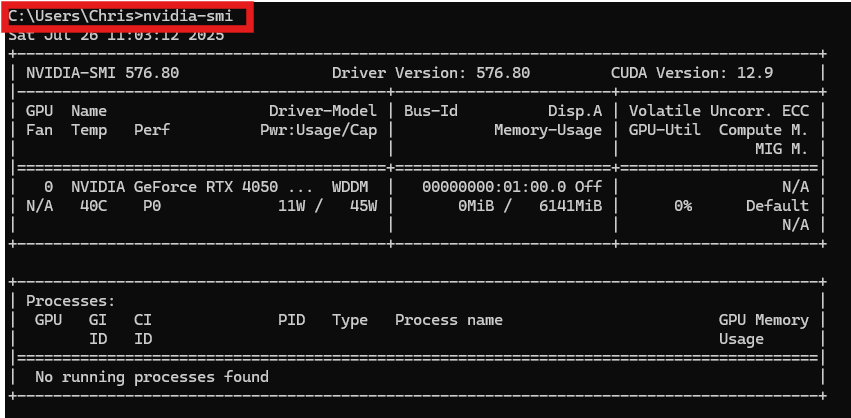 C:\Users\Chris>nvidia-smi
Sat Jul 26 11:03:12 2025
+-----------------------------------------------------------------------------------------+
| NVIDIA-SMI 576.80                 Driver Version: 576.80         CUDA Version: 12.9     |
|-----------------------------------------+------------------------+----------------------+
| GPU  Name                  Driver-Model | Bus-Id          Disp.A | Volatile Uncorr. ECC |
| Fan  Temp   Perf          Pwr:Usage/Cap |           Memory-Usage | GPU-Util  Compute M. |
|                                         |                        |               MIG M. |
|=========================================+========================+======================|
|   0  NVIDIA GeForce RTX 4050 ...  WDDM  |   00000000:01:00.0 Off |                  N/A |
| N/A   40C    P0             11W /   45W |       0MiB /   6141MiB |      0%      Default |
|                                         |                        |                  N/A |
+-----------------------------------------+------------------------+----------------------+

+-----------------------------------------------------------------------------------------+
| Processes:                                                                              |
|  GPU   GI   CI              PID   Type   Process name                        GPU Memory |
|        ID   ID                                                               Usage      |
|=========================================================================================|
|  No running processes found                                                             |
+-----------------------------------------------------------------------------------------+